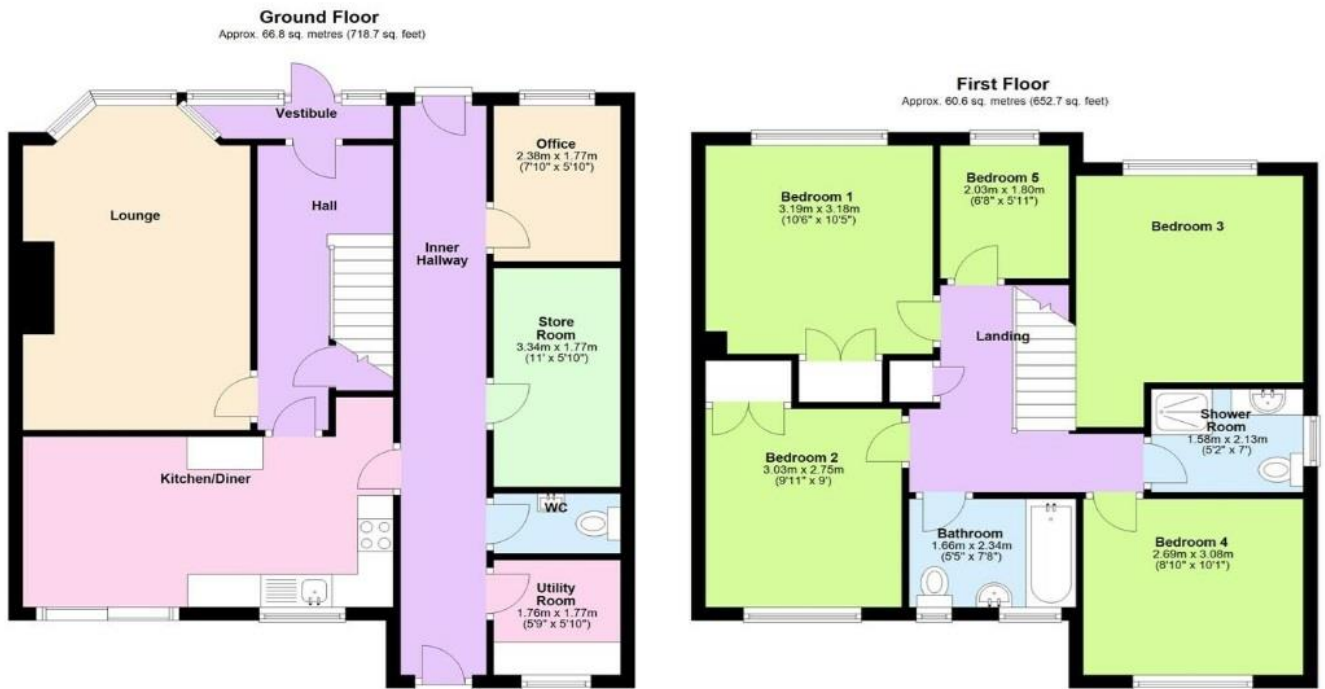 Ground Floor
Approx. 66.8 sq. metres (718.7 sq. feet)
Vestibule
Office
2.38m x 1.77m
(7'10" x 5'10")
Lounge
Hall
Inner
Hallway
Store
Room
3.34m x 1.77m
(11' x 5'10")
Kitchen/Diner
WC
Utility
Room
1.76m x 1.77m
(5'9" x 5'10")
First Floor
Approx. 60.6 sq. metres (652.7 sq. feet)
Bedroom 1
3.19m x 3.18m
(10'6" x 10'5")
Bedroom 5
2.03m x 1.80m
(6'8" x 5'11")
Bedroom 3
Landing
Shower
Room
1.58m x 2.13m
(5'2" x 7')
Bedroom 2
3.03m x 2.75m
(9'11" x 9')
Bathroom
1.66m x 2.34m
(5'5" x 7'8")
Bedroom 4
2.69m x 3.08m
(8'10" x 10'1")